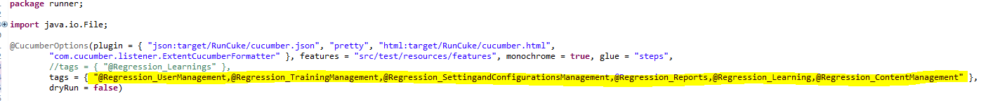 package runner;
import java.io.File;
@CucumberOptions(plugin = { "json:target/RunCuke/cucumber.json", "pretty", "html:target/RunCuke/cucumber.html",
"com.cucumber.listener.ExtentCucumberFormatter" }, features = "src/test/resources/features", monochrome = true, glue = "steps",
//tags = { "@Regression_Learnings" },
tags = { "@Regression_UserManagement,@Regression_TrainingManagement,@Regression_SettingandConfigurationsManagement,@Regression_Reports,@Regression_Learning,@Regression_ContentManagement" },
dryRun = false)